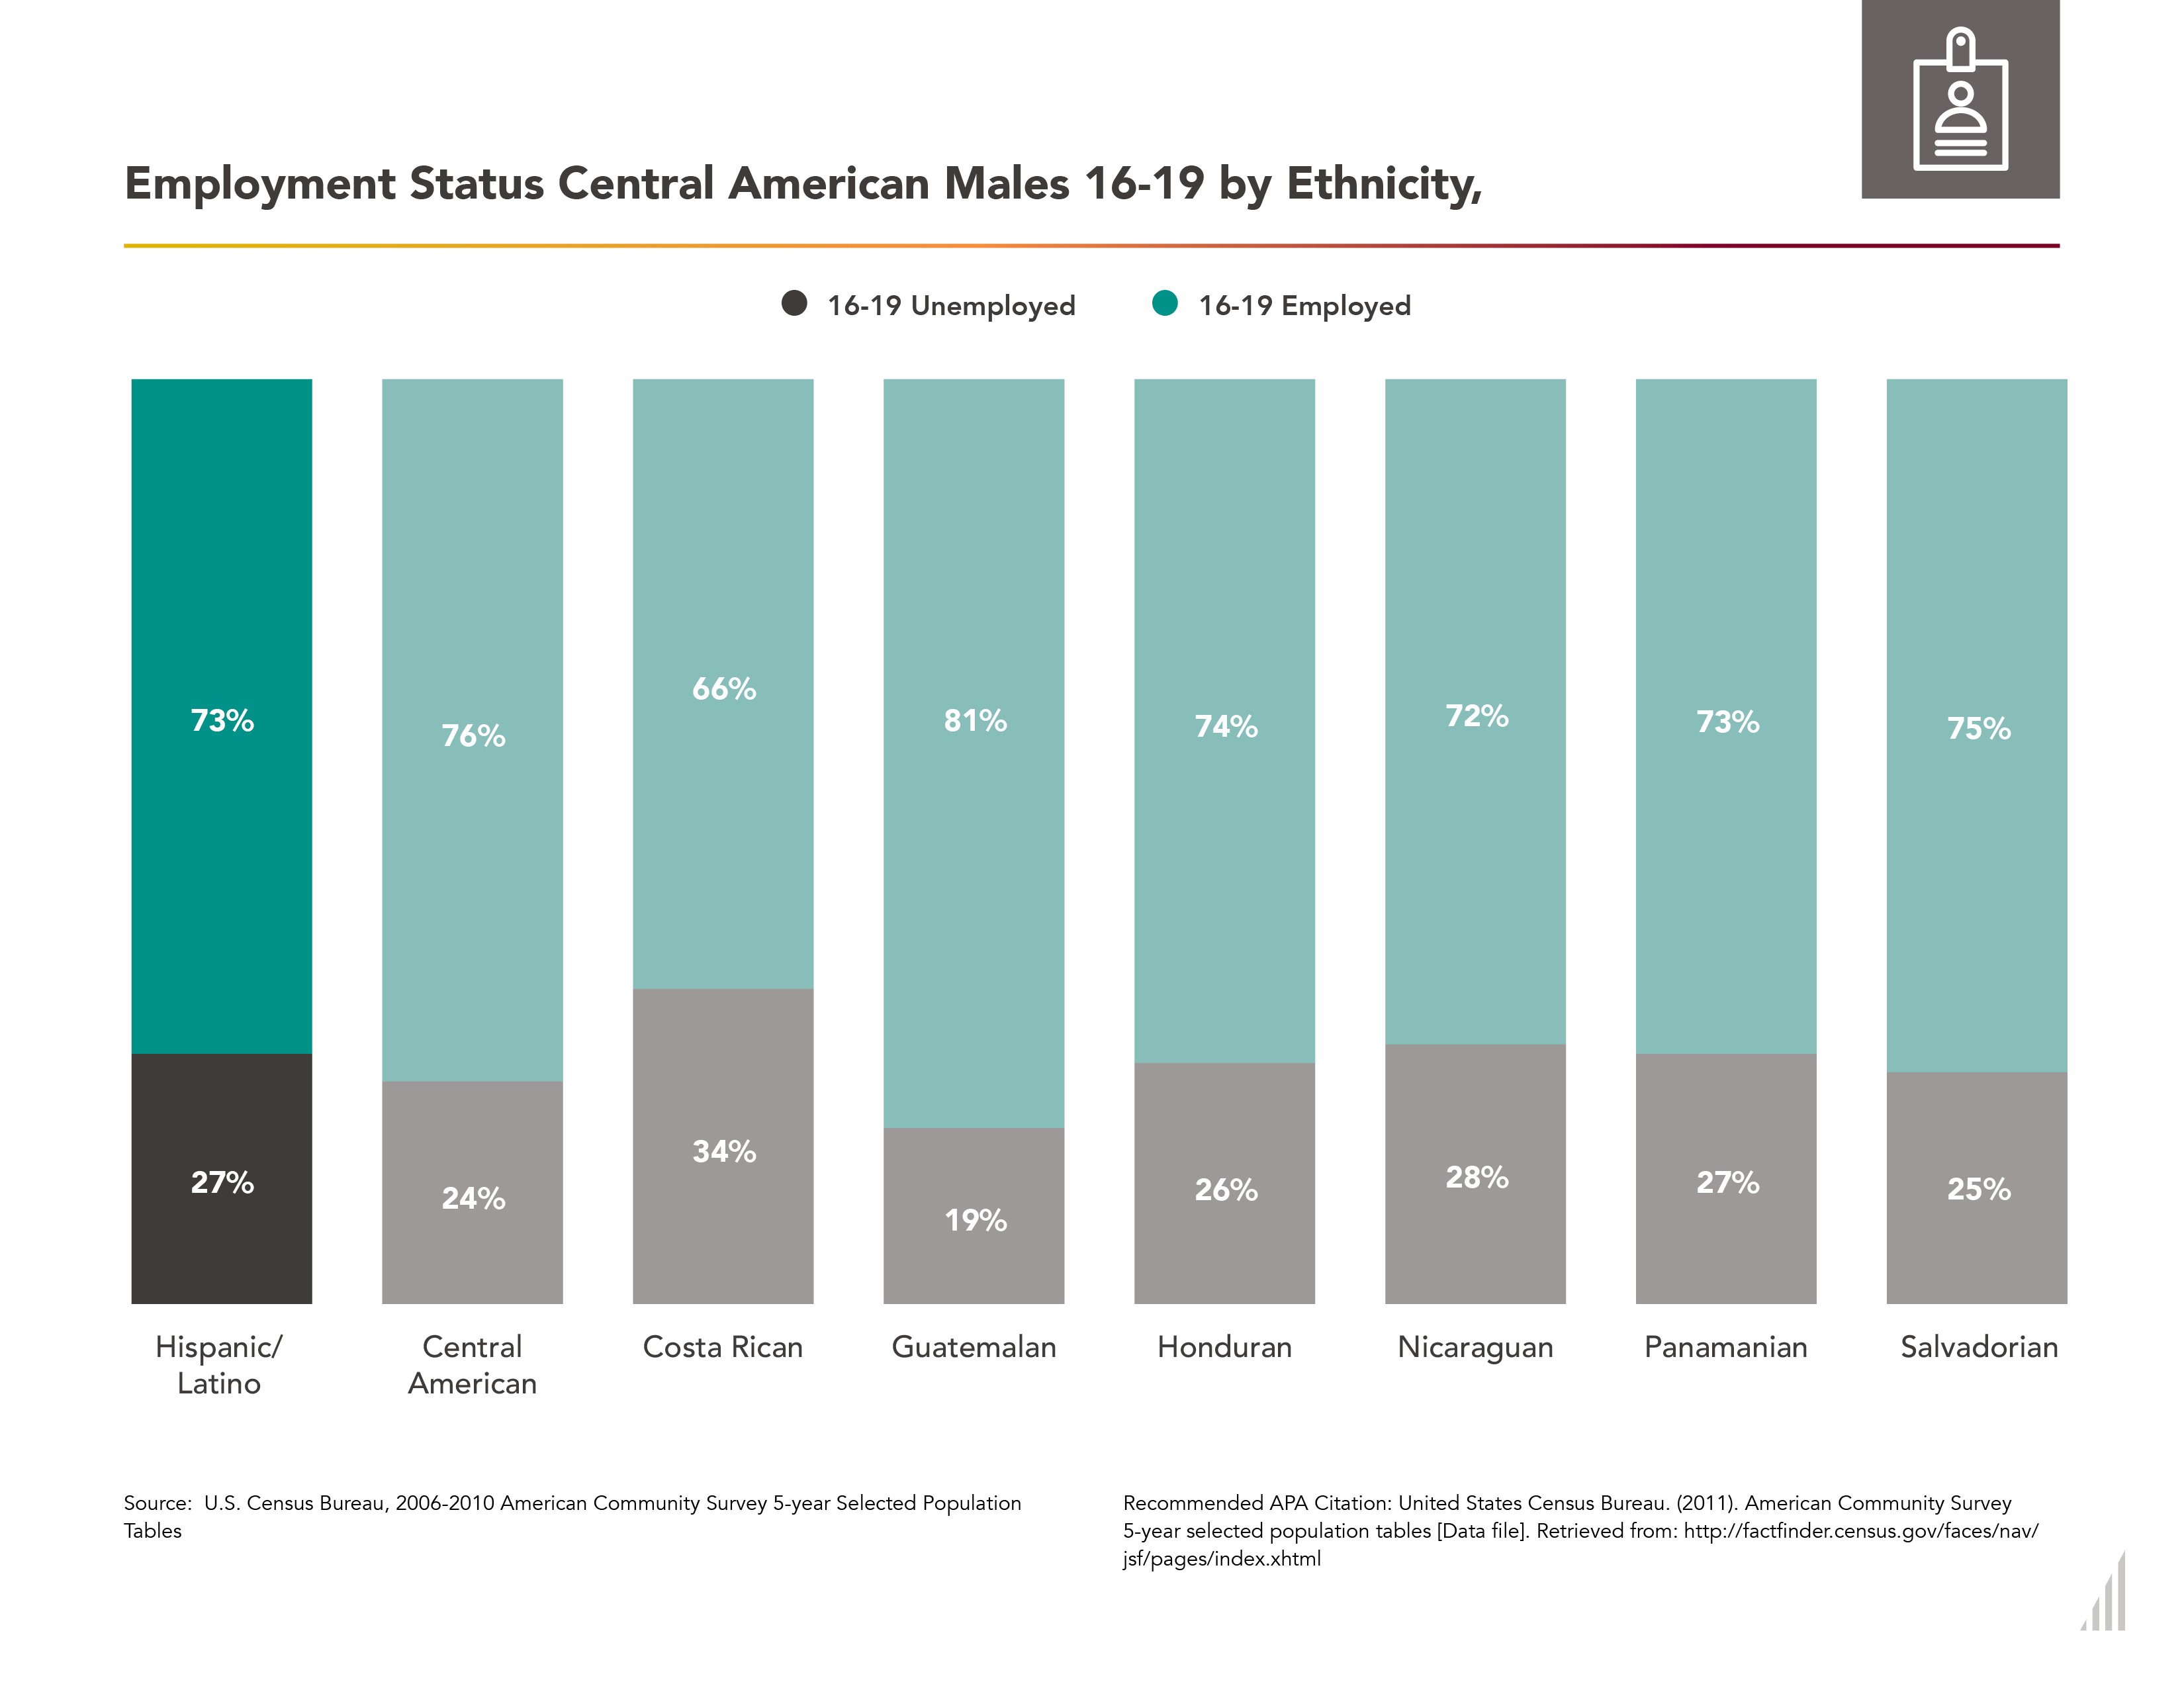 Employment Status Central American Males 16-19 by Ethnicity,
16-19 Unemployed
16-19 Employed
73%
76%
66%
81%
74%
72%
73%
75%
27%
24%
34%
19%
26%
28%
27%
25%
Hispanic/
Latino
Central
American
Costa Rican
Guatemalan
Honduran
Nicaraguan
Panamanian
Salvadorian
Source:  U.S. Census Bureau, 2006-2010 American Community Survey 5-year Selected Population
Tables
Recommended APA Citation: United States Census Bureau. (2011). American Community Survey
5-year selected population tables [Data file]. Retrieved from: http://factfinder.census.gov/faces/nav/
jsf/pages/index.xhtml